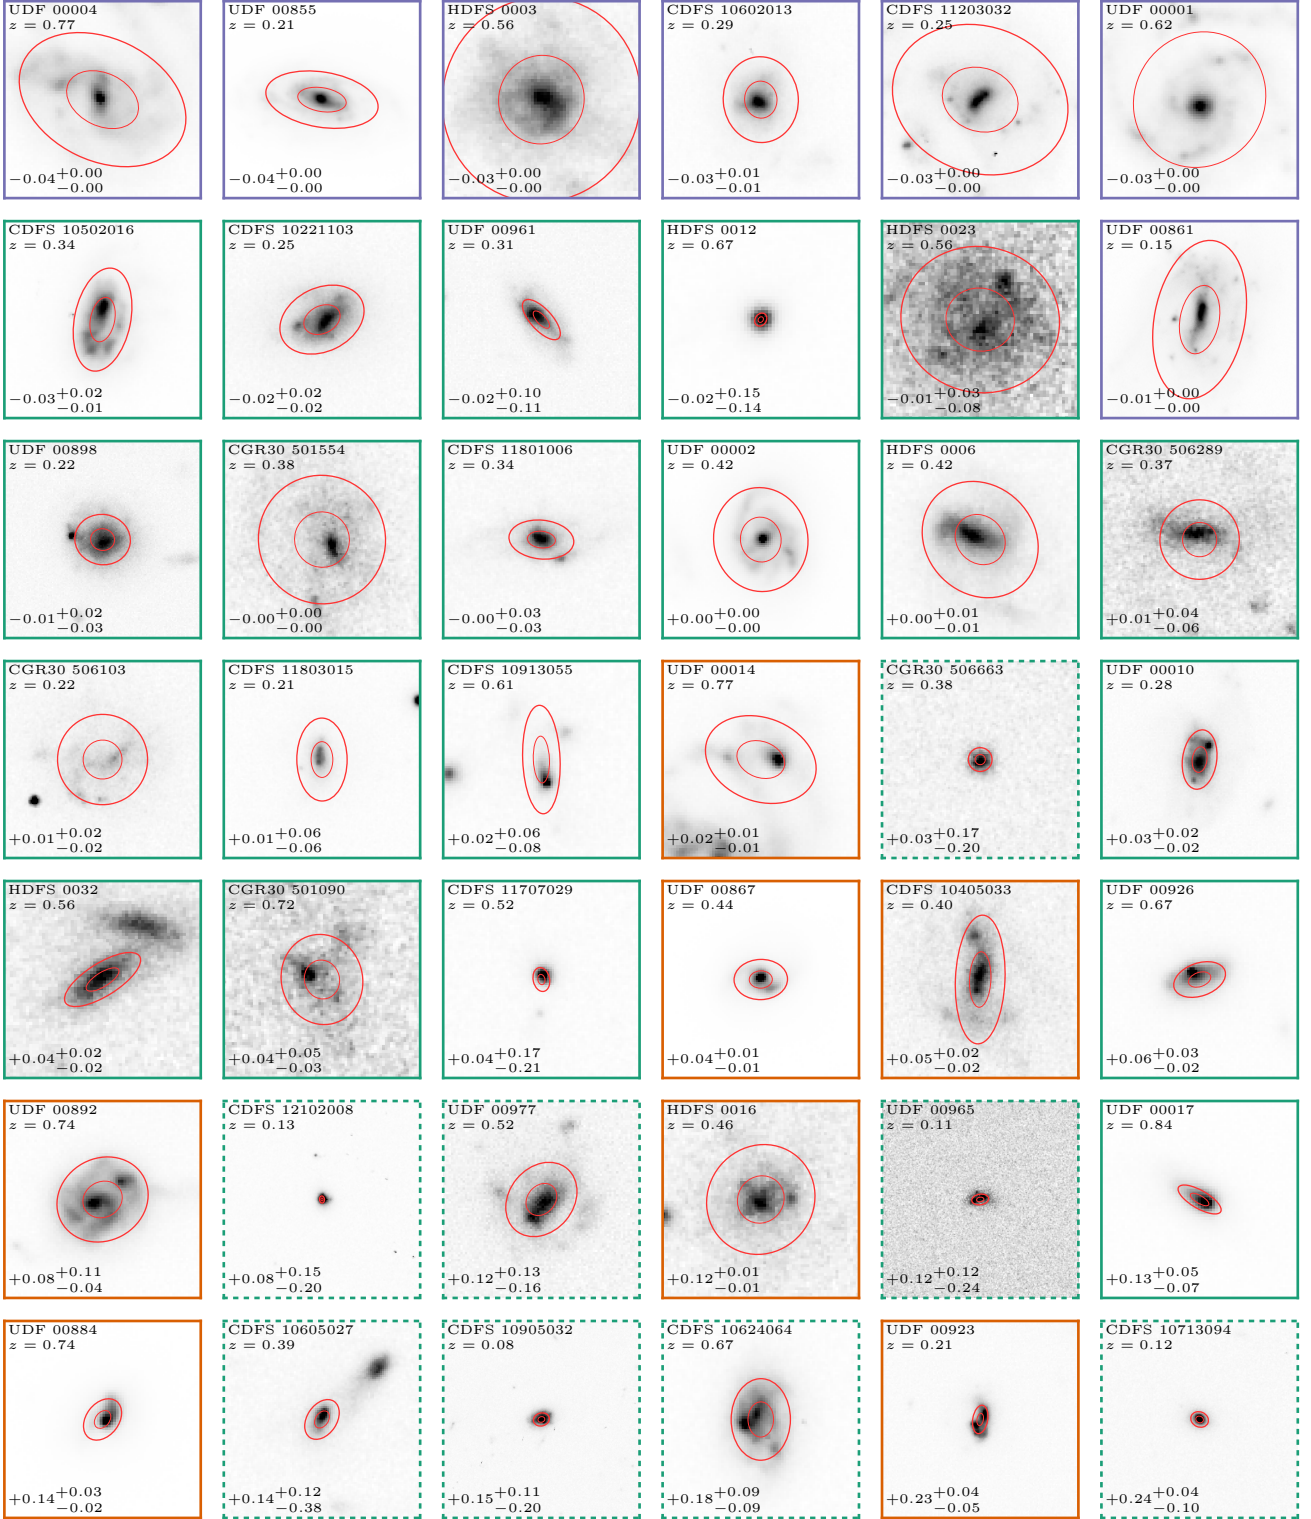 UDF 00004
z = 0.77
−0.04+0.00
−0.00
UDF 00855
z = 0.21
−0.04+0.00
−0.00
HDFS 0003
z = 0.56
−0.03+0.00
−0.00
CDFS 10602013
z = 0.29
−0.03+0.01
−0.01
CDFS 11203032
z = 0.25
−0.03+0.00
−0.00
UDF 00001
z = 0.62
−0.03+0.00
−0.00
CDFS 10502016
z = 0.34
−0.03+0.02
−0.01
CDFS 10221103
z = 0.25
−0.02+0.02
−0.02
UDF 00961
z = 0.31
−0.02+0.10
−0.11
HDFS 0012
z = 0.67
−0.02+0.15
−0.14
HDFS 0023
z = 0.56
−0.01+0.03
−0.08
UDF 00861
z = 0.15
−0.01+0.00
−0.00
UDF 00898
z = 0.22
−0.01+0.02
−0.03
CGR30 501554
z = 0.38
−0.00+0.00
−0.00
CDFS 11801006
z = 0.34
−0.00+0.03
−0.03
UDF 00002
z = 0.42
+0.00+0.00
−0.00
HDFS 0006
z = 0.42
+0.00+0.01
−0.01
CGR30 506289
z = 0.37
+0.01+0.04
−0.06
CGR30 506103
z = 0.22
+0.01+0.02
−0.02
CDFS 11803015
z = 0.21
+0.01+0.06
−0.06
CDFS 10913055
z = 0.61
+0.02+0.06
−0.08
UDF 00014
z = 0.77
+0.02+0.01
−0.01
CGR30 506663
z = 0.38
+0.03+0.17
−0.20
UDF 00010
z = 0.28
+0.03+0.02
−0.02
HDFS 0032
z = 0.56
+0.04+0.02
−0.02
CGR30 501090
z = 0.72
+0.04+0.05
−0.03
CDFS 11707029
z = 0.52
+0.04+0.17
−0.21
UDF 00867
z = 0.44
+0.04+0.01
−0.01
CDFS 10405033
z = 0.40
+0.05+0.02
−0.02
UDF 00926
z = 0.67
+0.06+0.03
−0.02
UDF 00892
z = 0.74
+0.08+0.11
−0.04
CDFS 12102008
z = 0.13
+0.08+0.15
−0.20
UDF 00977
z = 0.52
+0.12+0.13
−0.16
HDFS 0016
z = 0.46
+0.12+0.01
−0.01
UDF 00965
z = 0.11
+0.12+0.12
−0.24
UDF 00017
z = 0.84
+0.13+0.05
−0.07
UDF 00884
z = 0.74
+0.14+0.03
−0.02
CDFS 10605027
z = 0.39
+0.14+0.12
−0.38
CDFS 10905032
z = 0.08
+0.15+0.11
−0.20
CDFS 10624064
z = 0.67
+0.18+0.09
−0.09
UDF 00923
z = 0.21
+0.23+0.04
−0.05
CDFS 10713094
z = 0.12
+0.24+0.04
−0.10